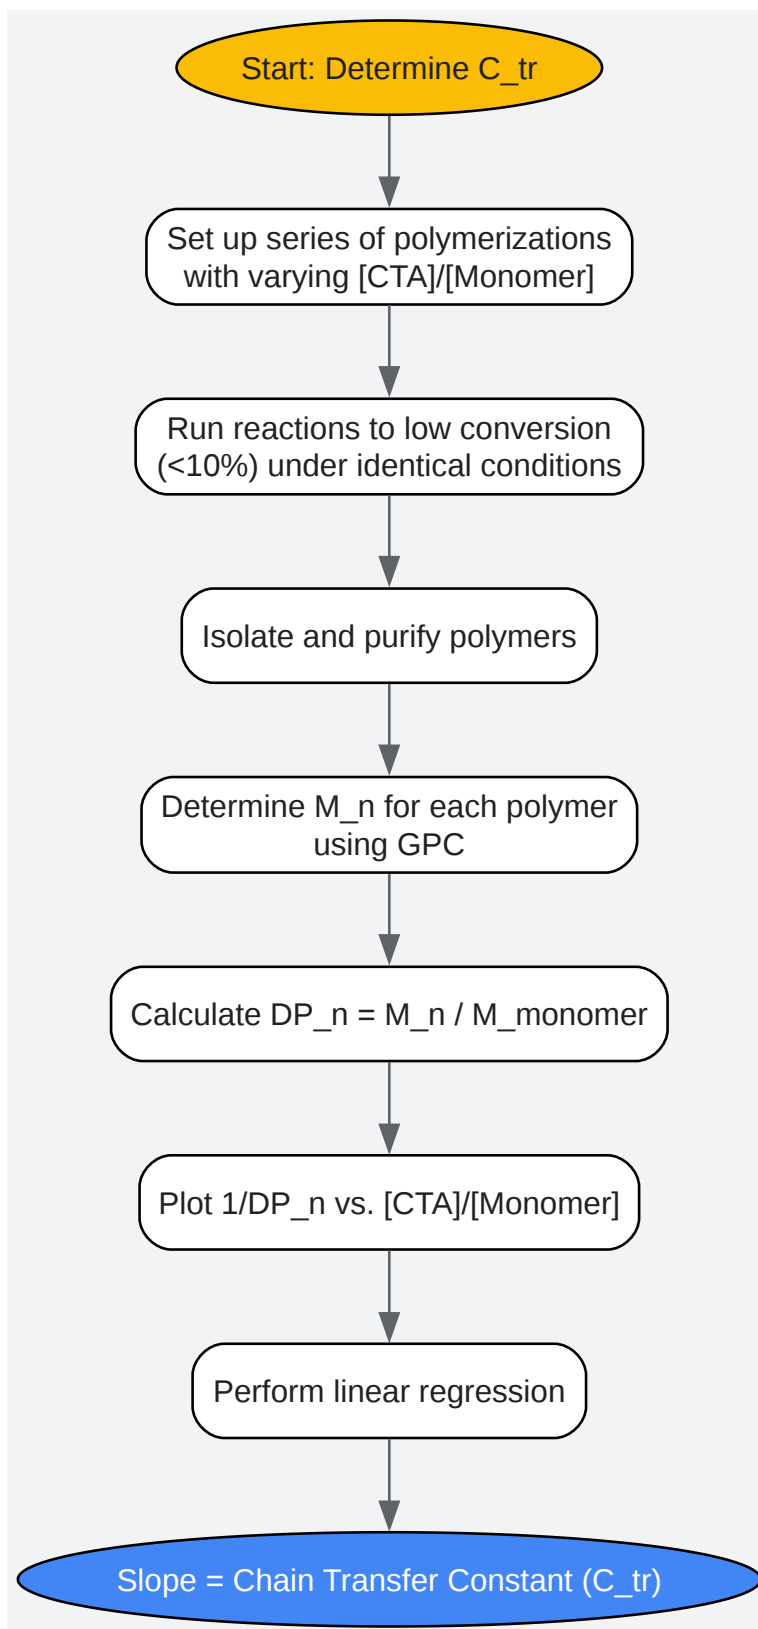 Start: Determine C_tr
Set up series of polymerizations
with varying [CTA]/[Monomer]
Run reactions to low conversion
(<10%) under identical conditions
Isolate and purify polymers
Determine M_n for each polymer
using GPC
Calculate DP_n = M_n / M_monomer
Plot 1/DP_n vs. [CTA]/[Monomer]
Perform linear regression
Slope = Chain Transfer Constant (C_tr)